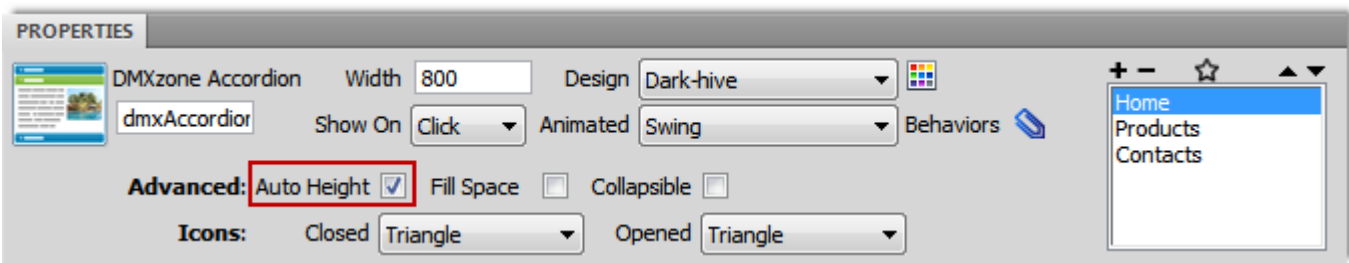 PROPERTIES
DMXzone Accordion Width 800 Design Dark-hive
dmxAccordior Show On Click Animated Swing Behaviors
Advanced: Auto Height Fill Space Collapsible
Icons: Closed Triangle Opened Triangle
Home
Products
Contacts